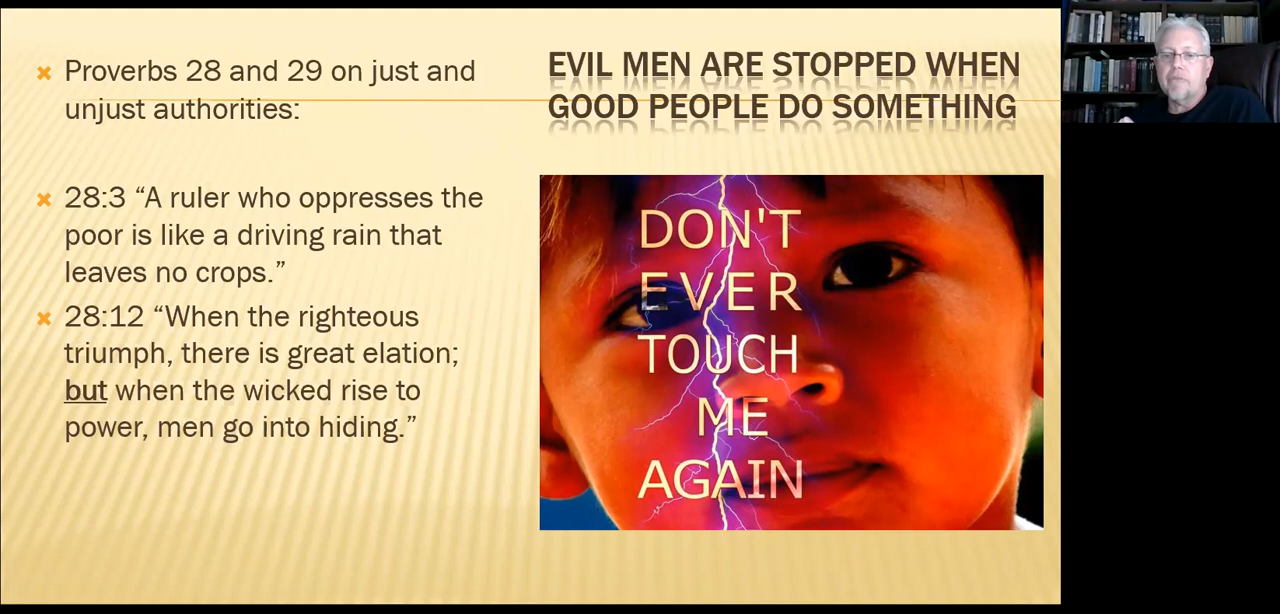 Proverbs 28 and 29 on just and
unjust authorities:
28:3 “A ruler who oppresses the
poor is like a driving rain that
leaves no crops.”
28:12 “When the righteous
triumph, there is great elation;
but when the wicked rise to
power, men go into hiding.”
EVIL MEN ARE STOPPED WHEN
GOOD PEOPLE DO SOMETHING
DON'T
EVER
TOUCH
ME
AGAIN